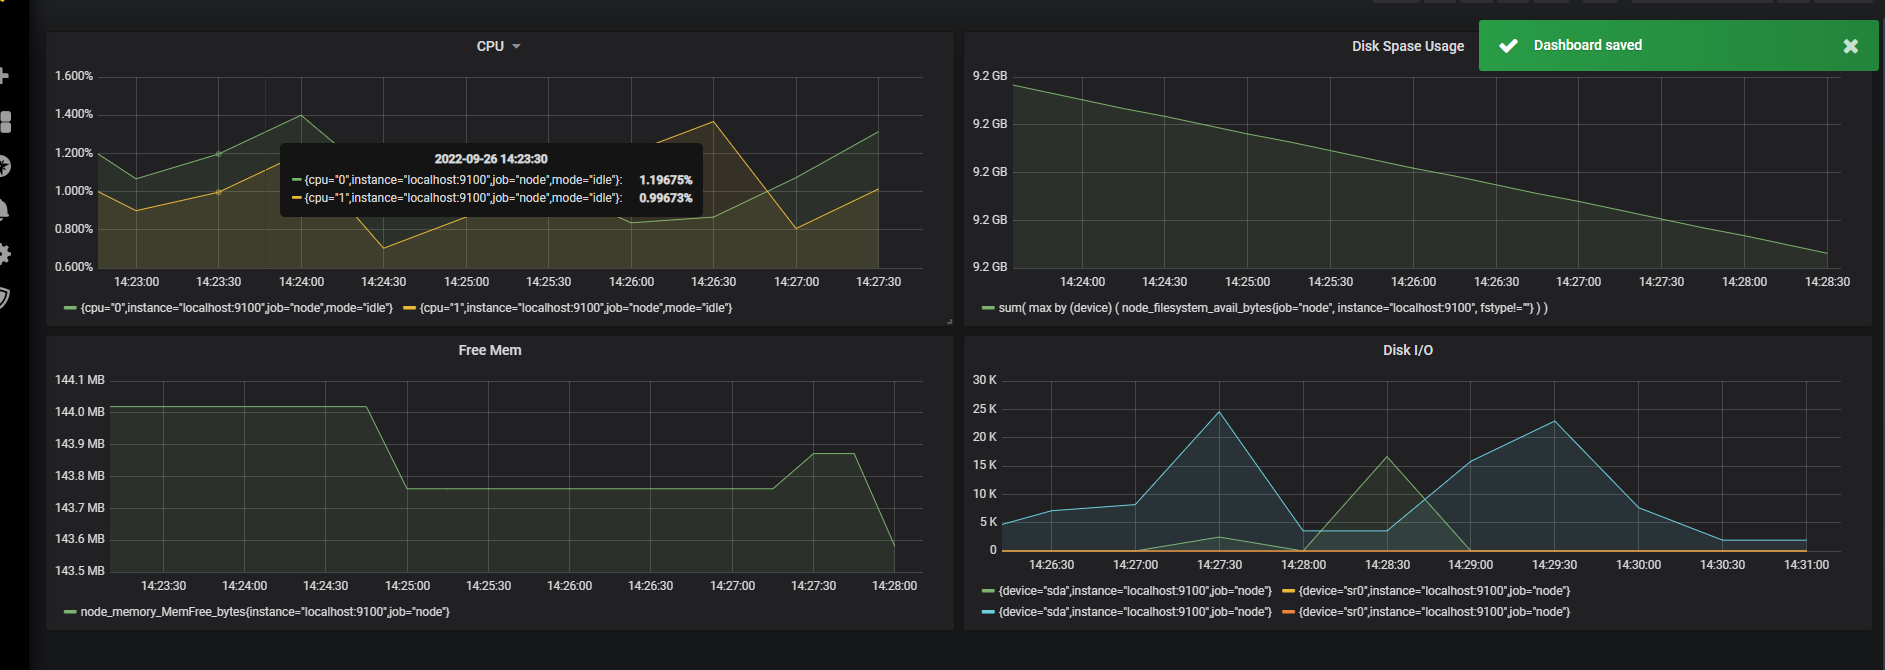 CPU
1.600%
1.400%
1.200%
1.000%
0.800%
0.600%
2022-09-26 14:23:30
{cpu="0",instance="localhost:9100",job="node",mode="idle"}: 1.19675%
{cpu="1",instance="localhost:9100",job="node",mode="idle"}: 0.99673%
14:23:00 14:23:30 14:24:00 14:24:30 14:25:00 14:25:30 14:26:00 14:26:30 14:27:00 14:27:30
{cpu="0",instance="localhost:9100",job="node",mode="idle"} {cpu="1",instance="localhost:9100",job="node",mode="idle"}
Disk Spase Usage
Dashboard saved
9.2 GB
9.2 GB
9.2 GB
9.2 GB
9.2 GB
14:24:00 14:24:30 14:25:00 14:25:30 14:26:00 14:26:30 14:27:00 14:27:30 14:28:00 14:28:30
sum( max by (device) ( node_filesystem_avail_bytes{job="node", instance="localhost:9100", fstype!=""} ) )
Free Mem
144.1 MB
144.0 MB
143.9 MB
143.8 MB
143.7 MB
143.6 MB
143.5 MB
14:23:30 14:24:00 14:24:30 14:25:00 14:25:30 14:26:00 14:26:30 14:27:00 14:27:30 14:28:00
node_memory_MemFree_bytes{instance="localhost:9100",job="node"}
Disk I/O
30 K
25 K
20 K
15 K
10 K
5 K
0
14:26:30 14:27:00 14:27:30 14:28:00 14:28:30 14:29:00 14:29:30 14:30:00 14:30:30 14:31:00
{device="sda",instance="localhost:9100",job="node"} {device="sr0",instance="localhost:9100",job="node"}
{device="sda",instance="localhost:9100",job="node"} {device="sr0",instance="localhost:9100",job="node"}